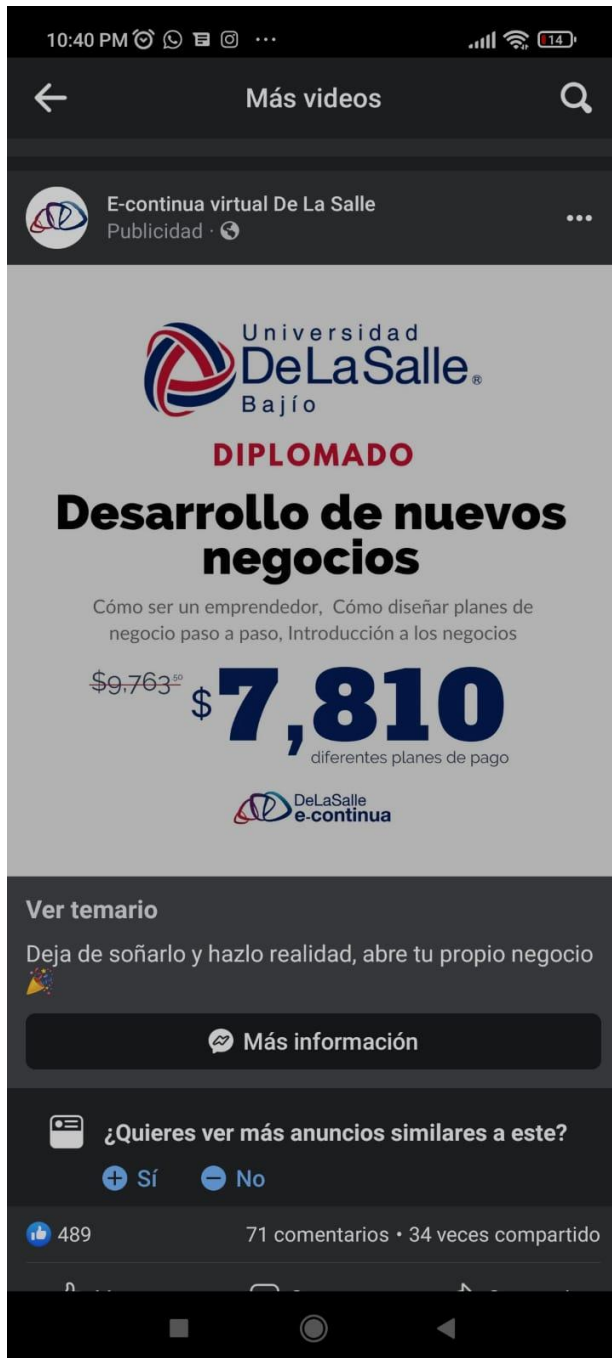 10:40 PM
14
Más videos
E-continua virtual De La Salle
Publicidad ·
Universidad
DeLaSalle®
Bajío
DIPLOMADO
Desarrollo de nuevos
negocios
Cómo ser un emprendedor, Cómo diseñar planes de
negocio paso a paso, Introducción a los negocios
$9,763.50 $7,810
diferentes planes de pago
DeLaSalle
e-continua
Ver temario
Deja de soñarlo y hazlo realidad, abre tu propio negocio
Más información
¿Quieres ver más anuncios similares a este?
Sí No
489 71 comentarios • 34 veces compartido